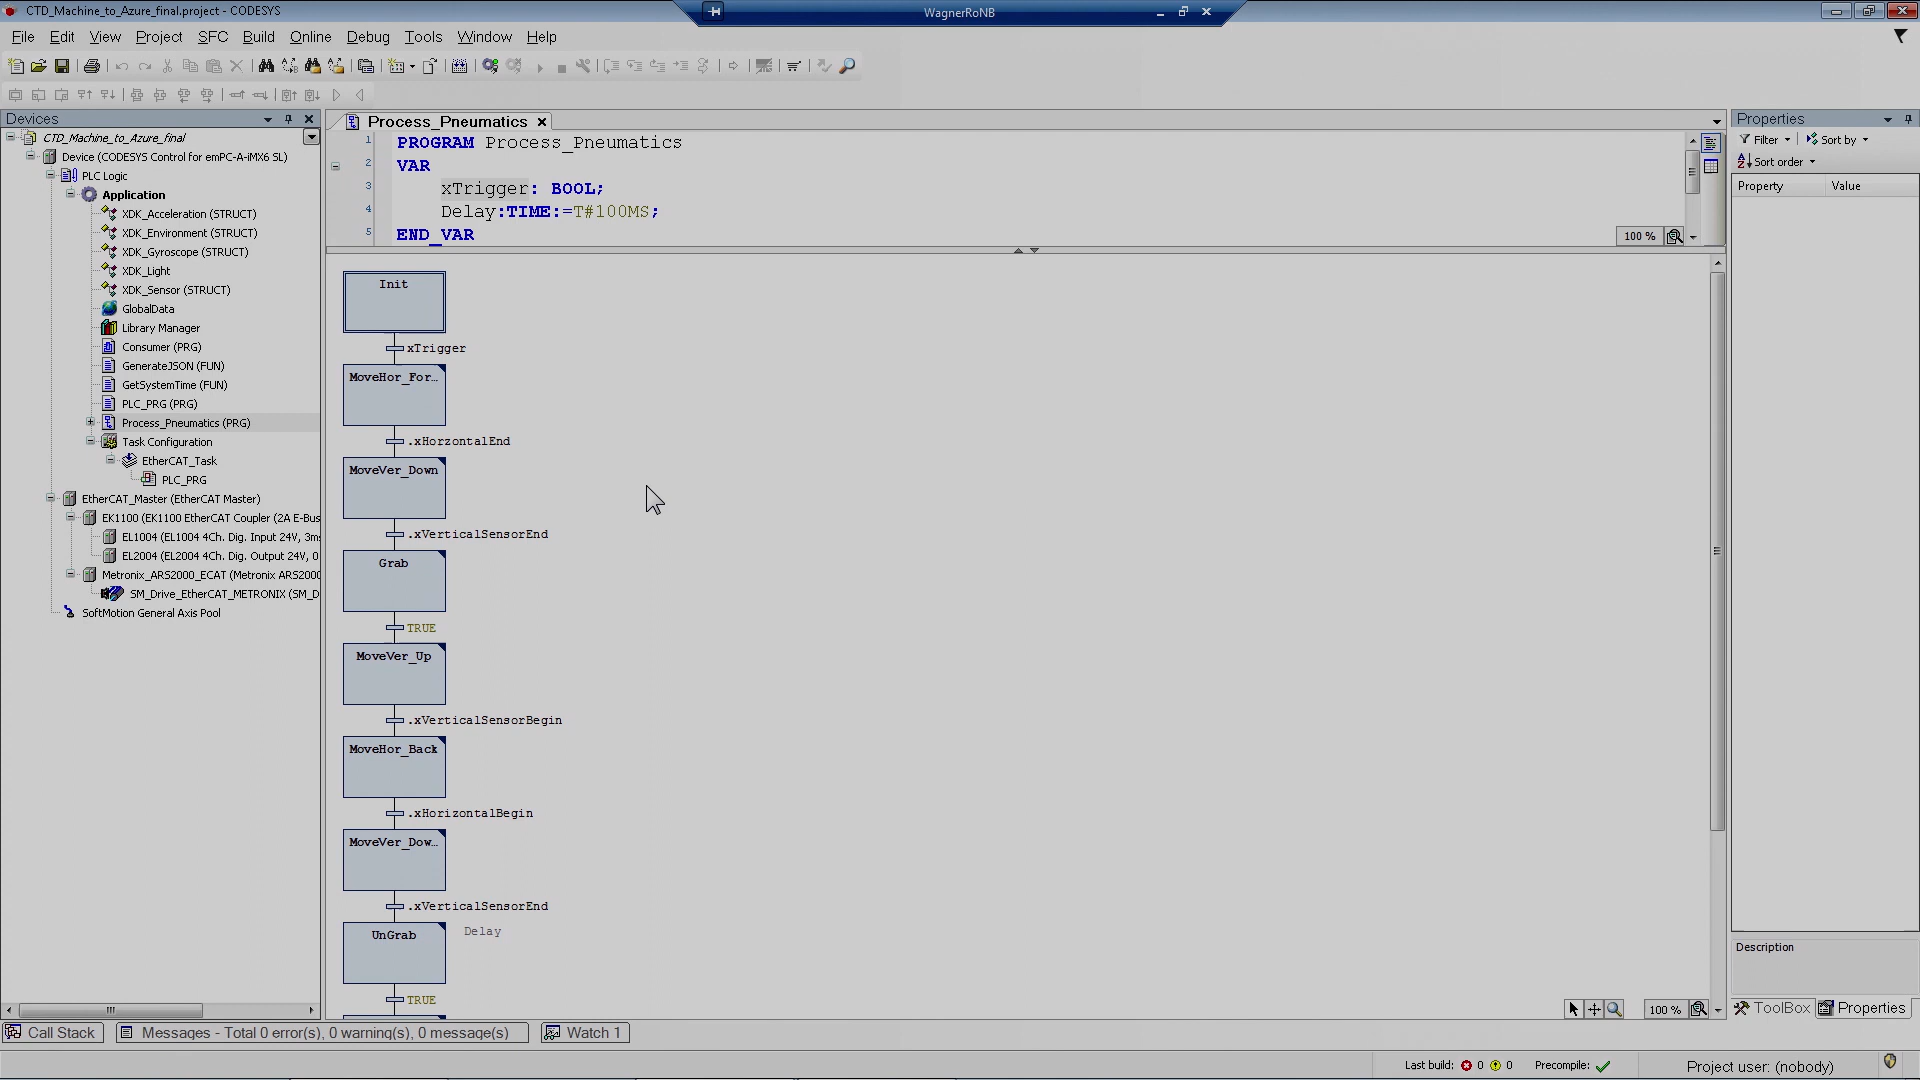 CTD_Machine_to_Azure_final.project - CODESYS
WagnerRoNB
File Edit View Project SFC Build Online Debug Tools Window Help
Devices
CTD_Machine_to_Azure_final
Device (CODESYS Control for emPC-A-iMX6 SL)
PLC Logic
Application
XDK_Acceleration (STRUCT)
XDK_Environment (STRUCT)
XDK_Gyroscope (STRUCT)
XDK_Light
XDK_Sensor (STRUCT)
GlobalData
Library Manager
Consumer (PRG)
GenerateJSON (FUN)
GetSystemTime (FUN)
PLC_PRG (PRG)
Process_Pneumatics (PRG)
Task Configuration
EtherCAT_Task
PLC_PRG
EtherCAT_Master (EtherCAT Master)
EK1100 (EK1100 EtherCAT Coupler (2A E-Bus
EL1004 (EL1004 4Ch. Dig. Input 24V, 3ms
EL2004 (EL2004 4Ch. Dig. Output 24V, 0
Metronix_ARS2000_ECAT (Metronix ARS2000
SM_Drive_EtherCAT_METRONIX (SM_D
SoftMotion General Axis Pool
Process_Pneumatics
1 PROGRAM Process_Pneumatics
2 VAR
3 xTrigger: BOOL;
4 Delay:TIME:=T#100MS;
5 END_VAR
100 %
Init
xTrigger
MoveHor_For...
.xHorzontalEnd
MoveVer_Down
.xVerticalSensorEnd
Grab
TRUE
MoveVer_Up
.xVerticalSensorBegin
MoveHor_Back
.xHorizontalBegin
MoveVer_Dow...
.xVerticalSensorEnd
UnGrab
Delay
TRUE
100 %
Properties
Filter Sort by
Sort order
Property Value
Description
ToolBox Properties
Call Stack Messages - Total 0 error(s), 0 warning(s), 0 message(s) Watch 1
Last build: 0 0 Precompile: Project user: (nobody)